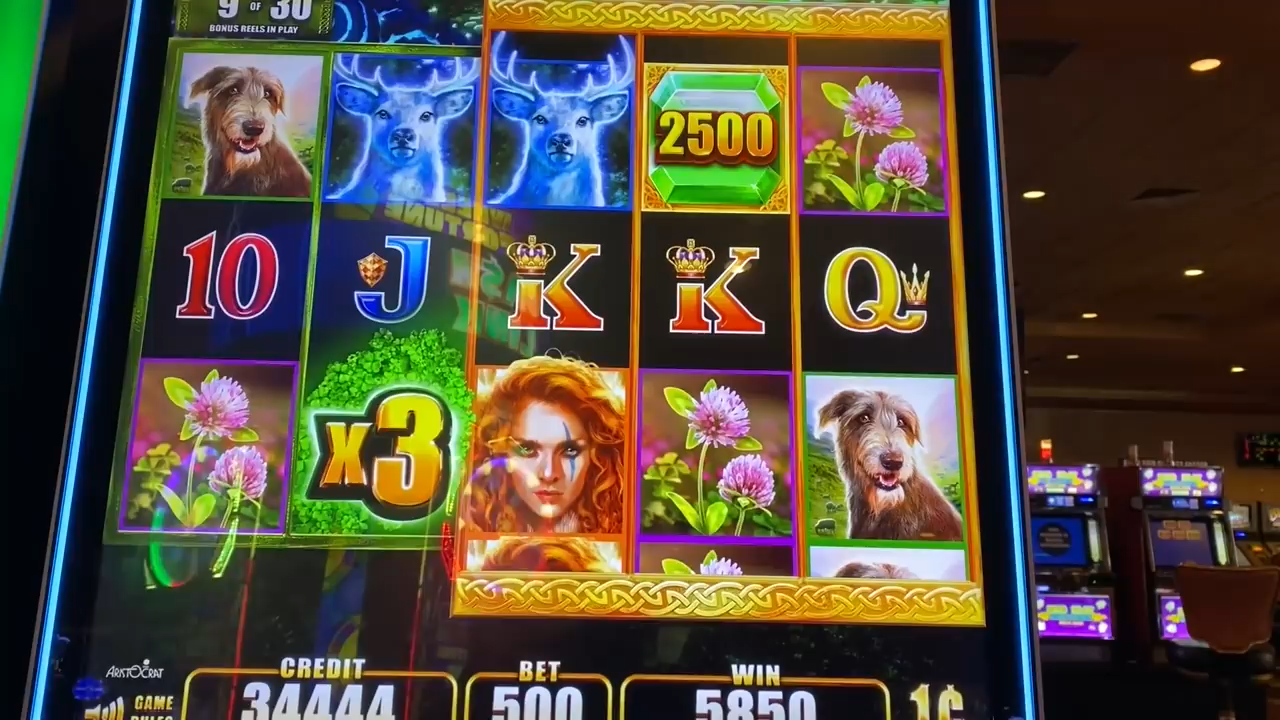 9 OF 30
BONUS REELS IN PLAY
2500
10 J K K Q
X3
ARISTOCRAT
CREDIT BET WIN
34444 500 5850 1¢
GAME
RULES